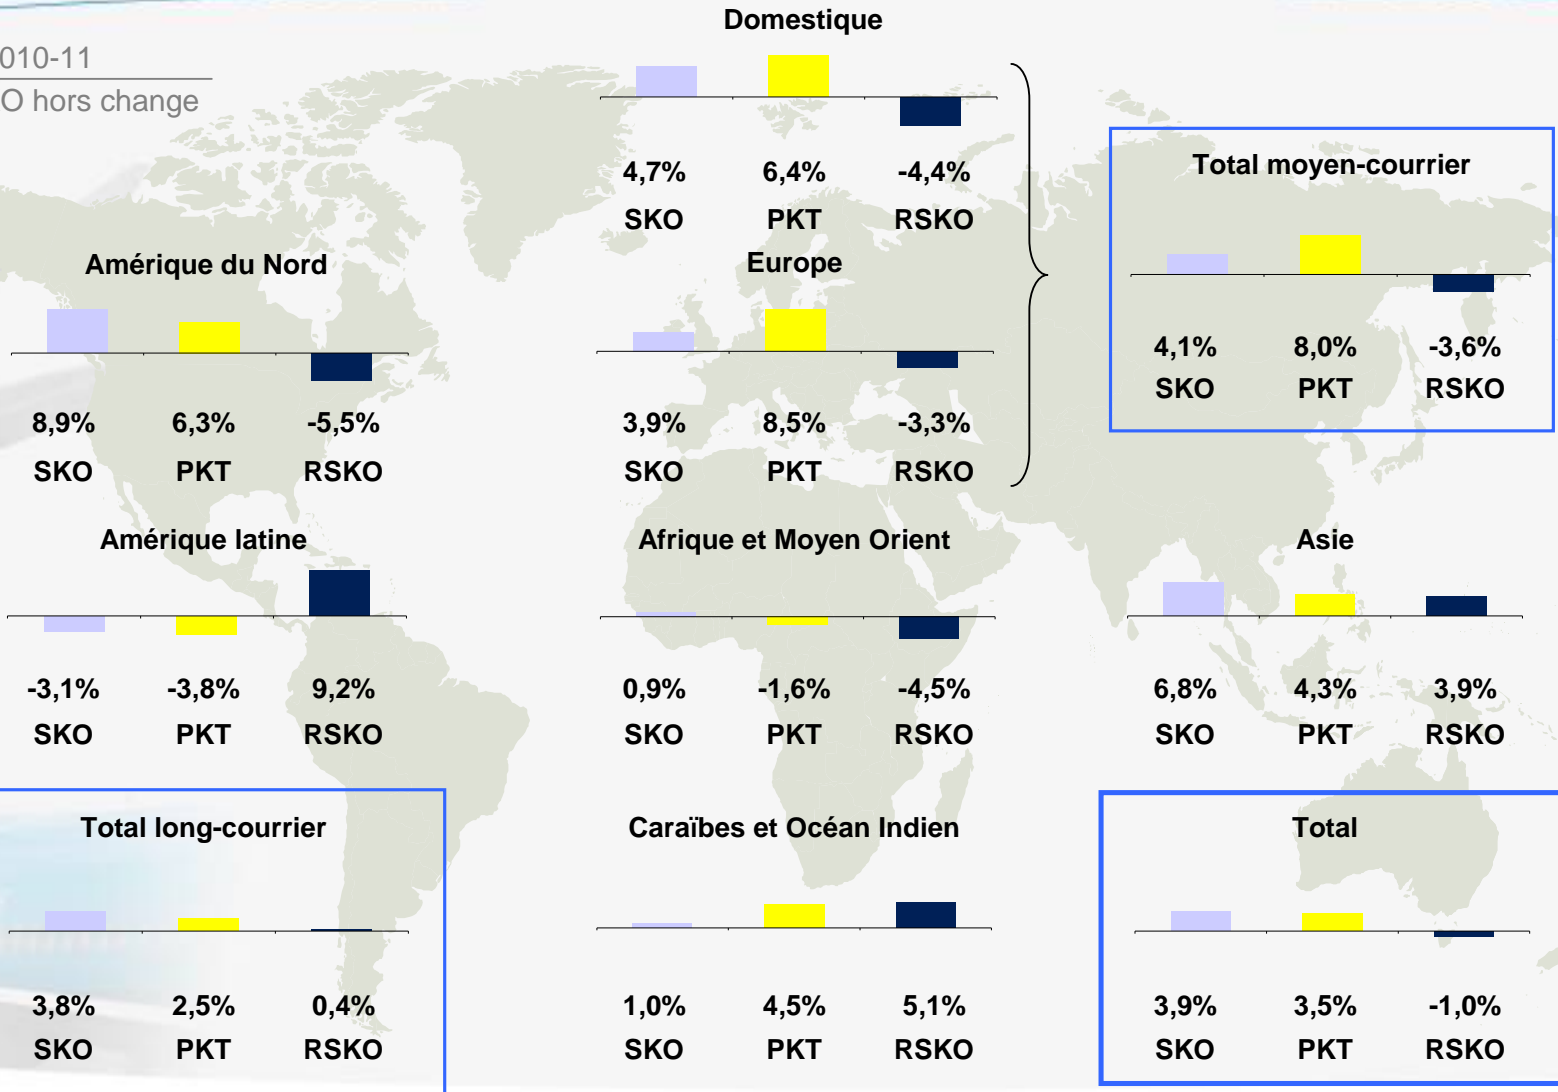 010-11
O hors change
Domestique
4,7% 6,4% -4,4%
SKO PKT RSKO
Europe
3,9% 8,5% -3,3%
SKO PKT RSKO
Total moyen-courrier
4,1% 8,0% -3,6%
SKO PKT RSKO
Amérique du Nord
8,9% 6,3% -5,5%
SKO PKT RSKO
Amérique latine
-3,1% -3,8% 9,2%
SKO PKT RSKO
Afrique et Moyen Orient
0,9% -1,6% -4,5%
SKO PKT RSKO
Asie
6,8% 4,3% 3,9%
SKO PKT RSKO
Total long-courrier
3,8% 2,5% 0,4%
SKO PKT RSKO
Caraïbes et Océan Indien
1,0% 4,5% 5,1%
SKO PKT RSKO
Total
3,9% 3,5% -1,0%
SKO PKT RSKO